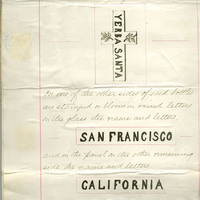 YERBA SANTA
On one of the other sides of said bottle
are stamped or blown in raised letters
on the glass the name and letters
SAN FRANCISCO
and on the panel on the other remaining
side the name and letters
CALIFORNIA